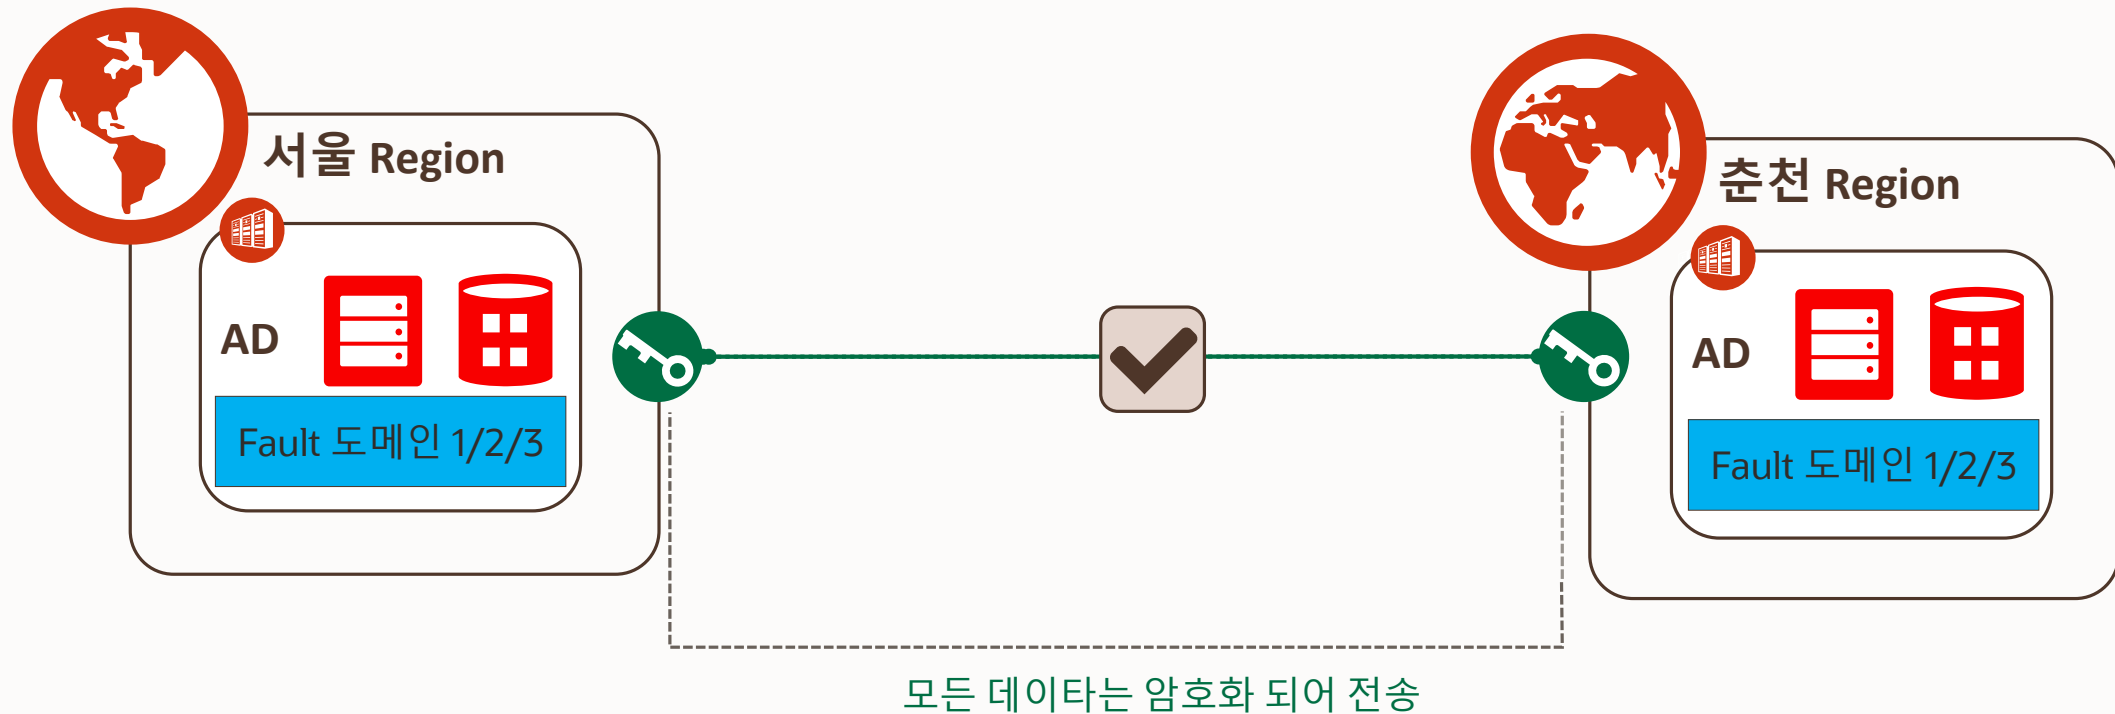 서울 Region
AD
Fault 도메인 1/2/3
춘천 Region
AD
Fault 도메인 1/2/3
모든 데이타는 암호화 되어 전송